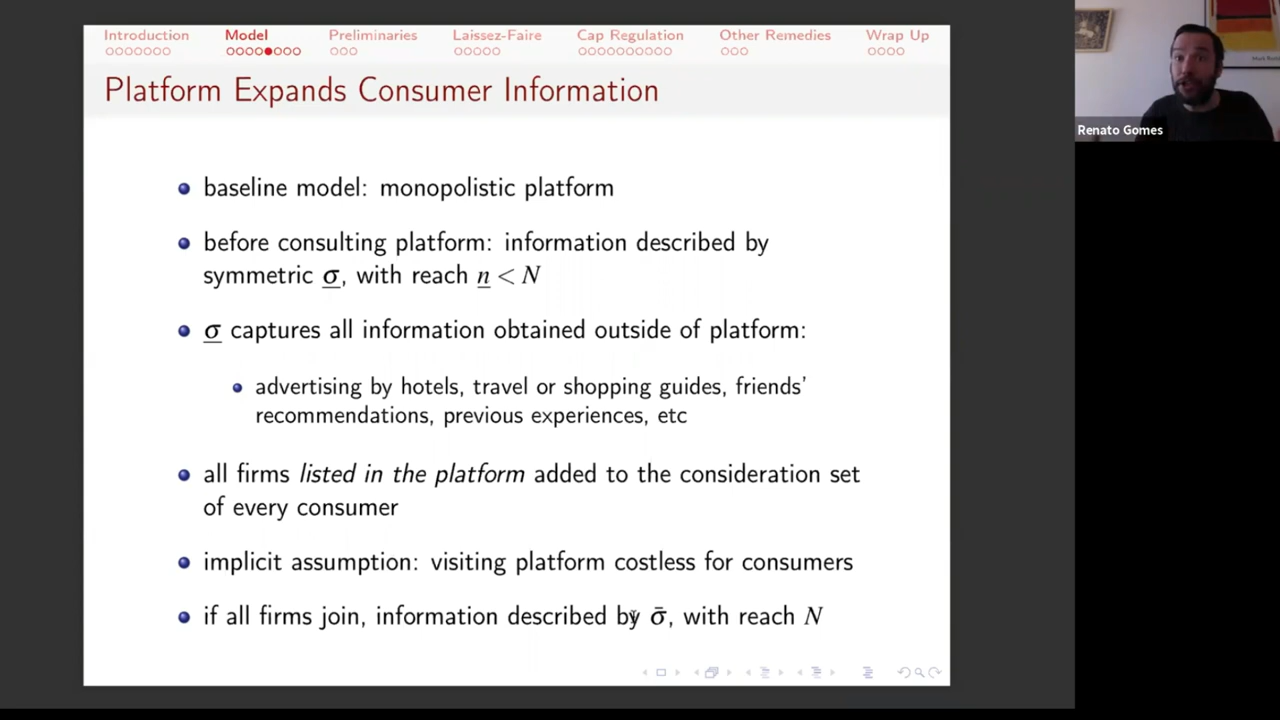 Introduction Model Preliminaries Laissez-Faire Cap Regulation Other Remedies Wrap Up
Platform Expands Consumer Information
baseline model: monopolistic platform
before consulting platform: information described by
symmetric σ̲, with reach n̲ < N
σ̲ captures all information obtained outside of platform:
advertising by hotels, travel or shopping guides, friends'
recommendations, previous experiences, etc
all firms listed in the platform added to the consideration set
of every consumer
implicit assumption: visiting platform costless for consumers
if all firms join, information described by σ̄, with reach N
Renato Gomes